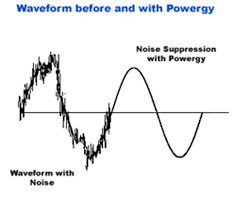 Waveform before and with Powergy
Noise Suppression
with Powergy
Waveform with
Noise